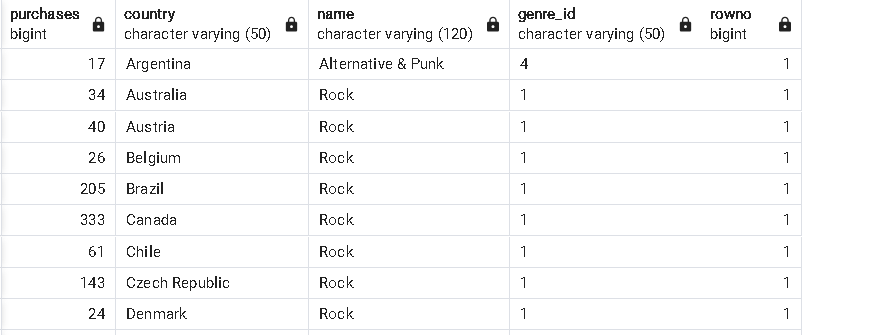 purchases country name genre_id rowno
bigint character varying (50) character varying (120) character varying (50) bigint
17 Argentina Alternative & Punk 4 1
34 Australia Rock 1 1
40 Austria Rock 1 1
26 Belgium Rock 1 1
205 Brazil Rock 1 1
333 Canada Rock 1 1
61 Chile Rock 1 1
143 Czech Republic Rock 1 1
24 Denmark Rock 1 1